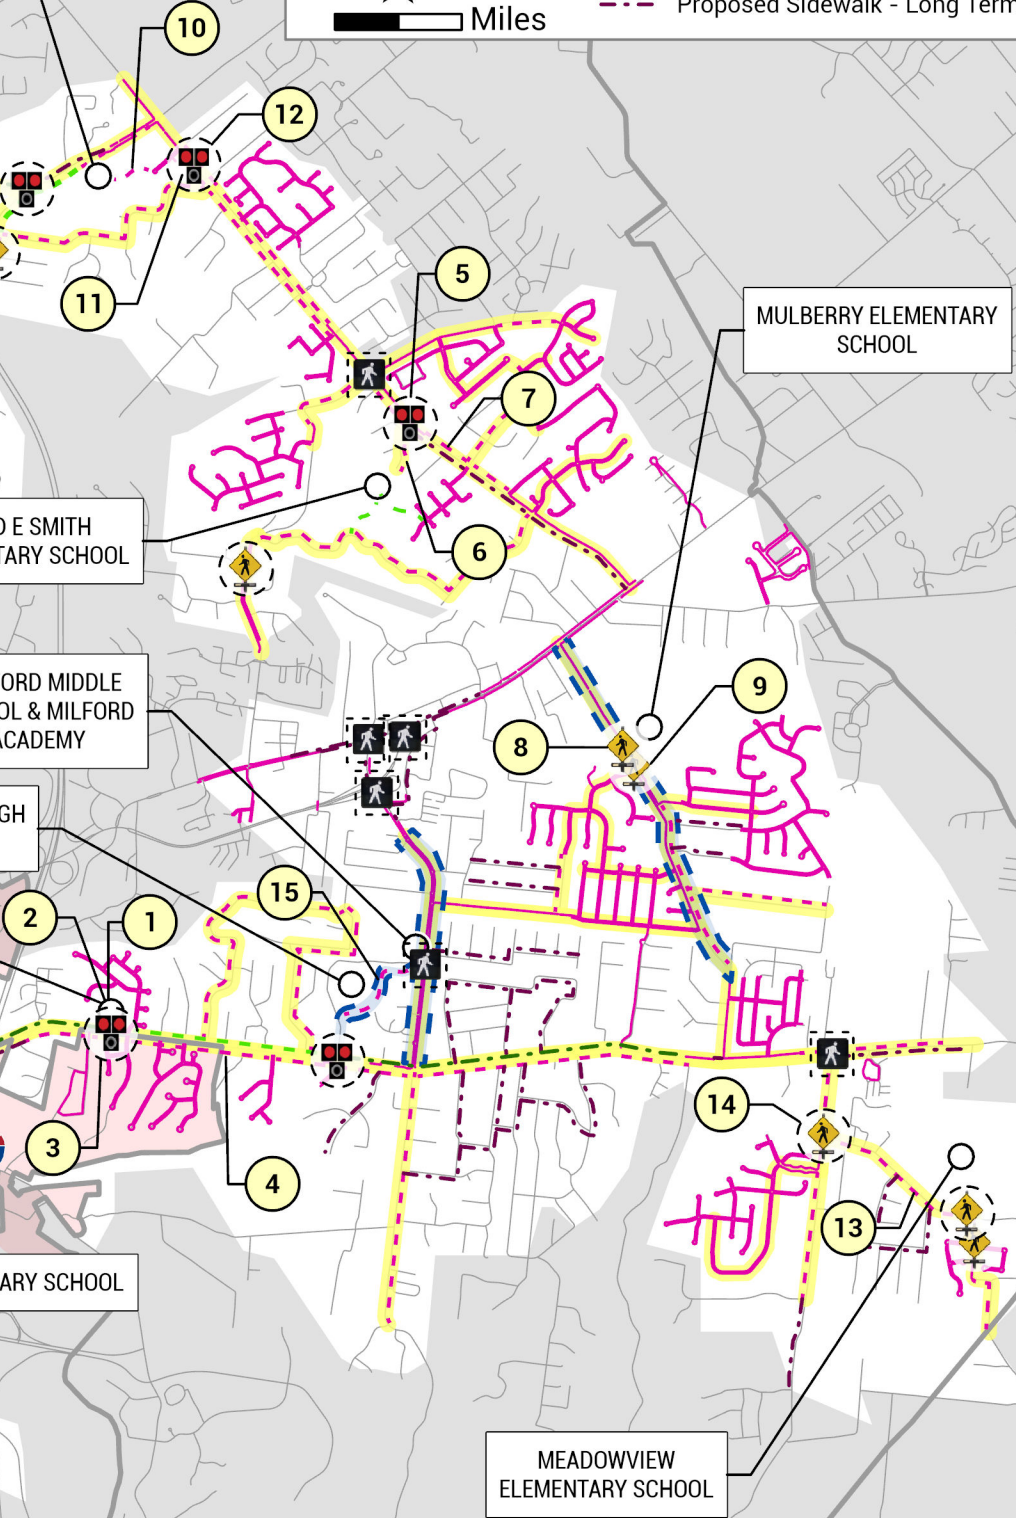 Miles
Proposed Sidewalk - Long Term
10
12
5
11
MULBERRY ELEMENTARY
SCHOOL
7
D E SMITH
TARY SCHOOL
6
ORD MIDDLE
OL & MILFORD
ACADEMY
9
8
GH
15
2
1
14
3
4
13
ARY SCHOOL
MEADOWVIEW
ELEMENTARY SCHOOL